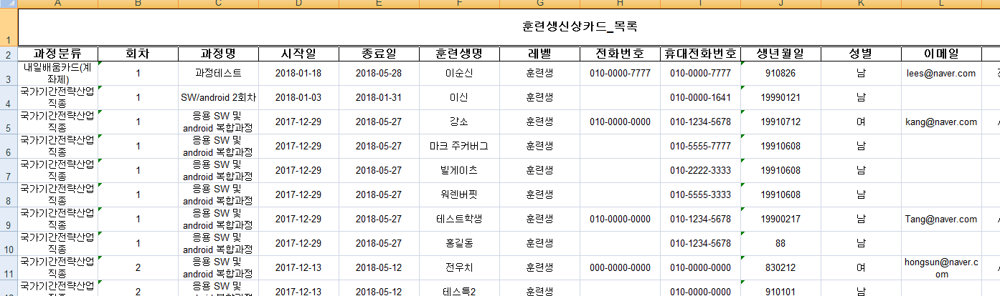 A B C D E F G H I J K L
1 훈련생신상카드_목록
2 과정분류 회차 과정명 시작일 종료일 훈련생명 레벨 전화번호 휴대전화번호 생년월일 성별 이메일
3 내일배움카드(계좌제) 1 과정테스트 2018-01-18 2018-05-28 이순신 훈련생 010-0000-7777 010-0000-7777 910826 남 lees@naver.com
4 국가기간전략산업직종 1 SW/android 2회차 2018-01-03 2018-01-31 이신 훈련생 010-0000-1641 19990121 남
5 국가기간전략산업직종 1 응용 SW 및 android 복합과정 2017-12-29 2018-05-27 강소 훈련생 010-0000-0000 010-1234-5678 19910712 여 kang@naver.com
6 국가기간전략산업직종 1 응용 SW 및 android 복합과정 2017-12-29 2018-05-27 마크 주커버그 훈련생 010-5555-7777 19910608 남
7 국가기간전략산업직종 1 응용 SW 및 android 복합과정 2017-12-29 2018-05-27 빌게이츠 훈련생 010-2222-3333 19910608 남
8 국가기간전략산업직종 1 응용 SW 및 android 복합과정 2017-12-29 2018-05-27 워렌버핏 훈련생 010-5555-3333 19910608 남
9 국가기간전략산업직종 1 응용 SW 및 android 복합과정 2017-12-29 2018-05-27 테스트학생 훈련생 010-0000-0000 010-1234-5678 19900217 남 Tang@naver.com
10 국가기간전략산업직종 1 응용 SW 및 android 복합과정 2017-12-29 2018-05-27 홍길동 훈련생 010-1234-5678 88 남
11 국가기간전략산업직종 2 응용 SW 및 android 복합과정 2017-12-13 2018-05-12 전우치 훈련생 000-0000-0000 010-0000-0000 830212 여 hongsun@naver.com
국가기간전략산업 2 응용 SW 및 android 복합과정 2017-12-13 2018-05-12 테스특2 훈련생 010-0000-0000 910101 남